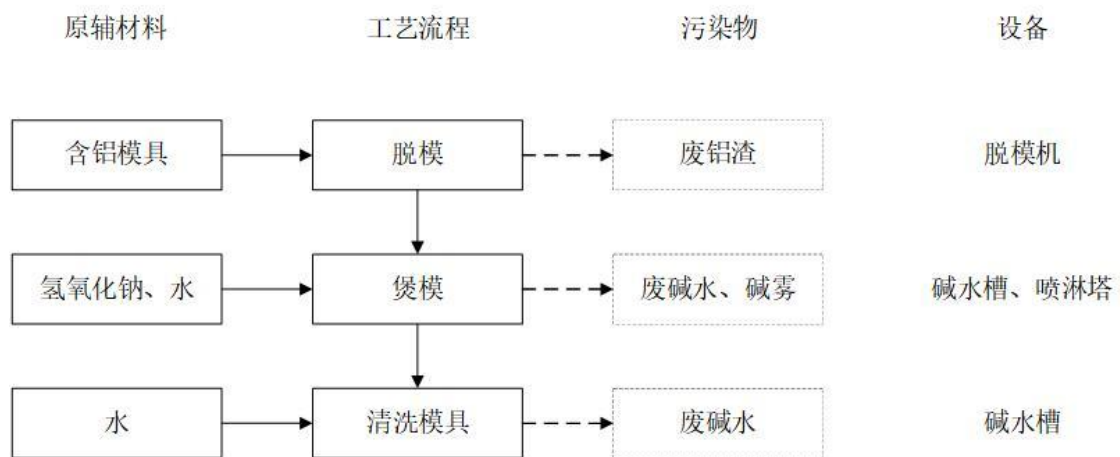 原辅材料 工艺流程 污染物 设备
含铝模具 脱模 废铝渣 脱模机
氢氧化钠、水 煲模 废碱水、碱雾 碱水槽、喷淋塔
水 清洗模具 废碱水 碱水槽